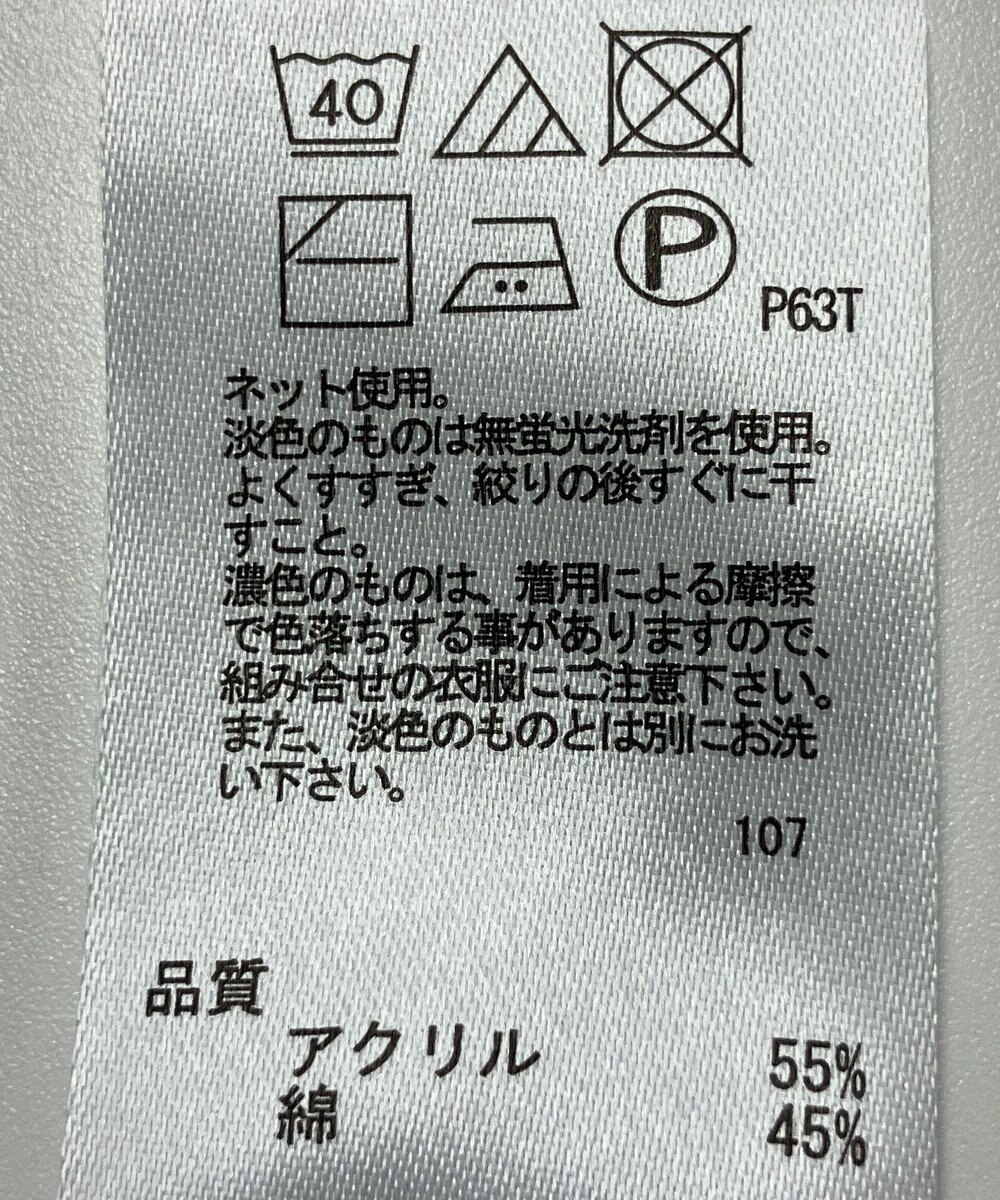 40
P
P63T
ネット使用。
淡色のものは無蛍光洗剤を使用。
よくすすぎ、絞りの後すぐに干
すこと。
濃色のものは、着用による摩擦
で色落ちする事がありますので、
組み合せの衣服にご注意下さい。
また、淡色のものとは別にお洗
い下さい。
107
品質
アクリル 55%
綿 45%